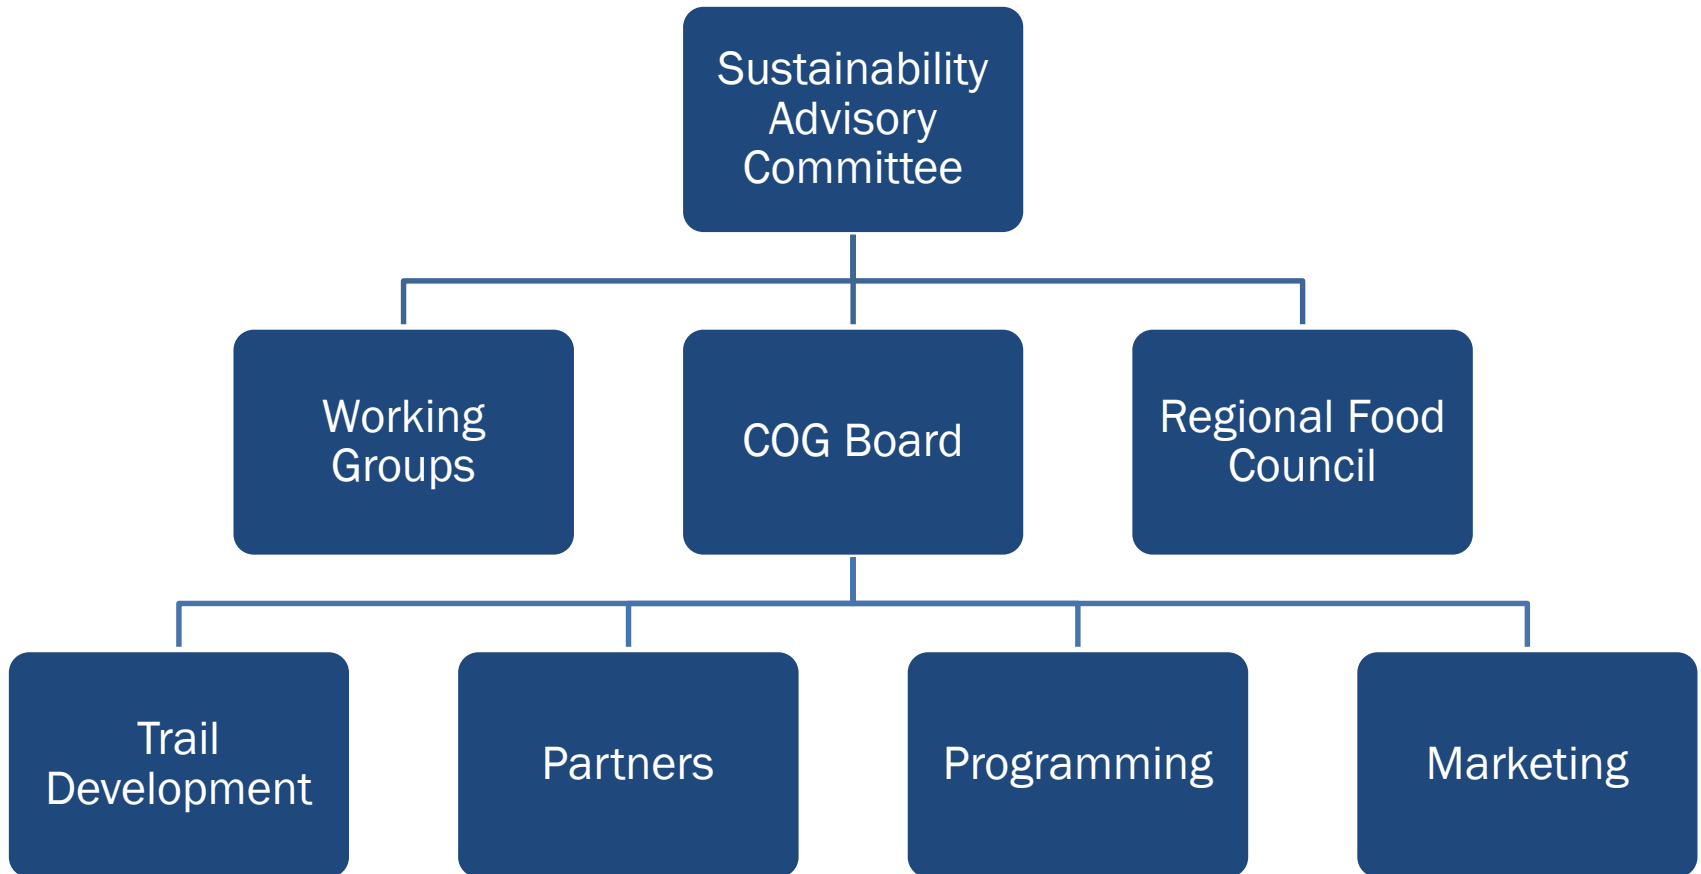 Sustainability
Advisory
Committee
Working
Groups
COG Board
Regional Food
Council
Trail
Development
Partners
Programming
Marketing